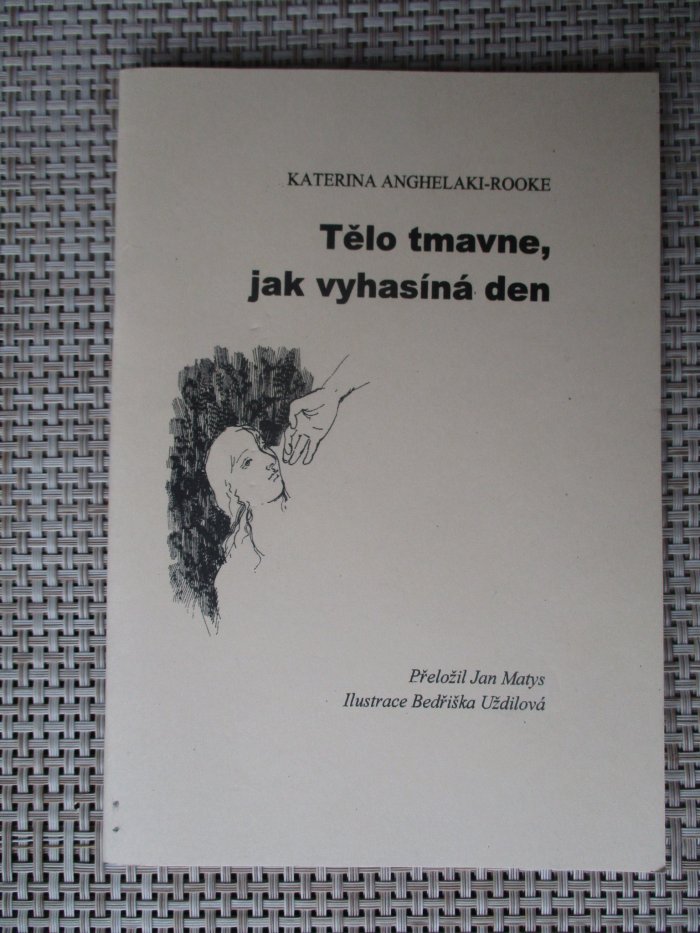 KATERINA ANGHELAKI-ROOKE
Tělo tmavne,
jak vyhasíná den
Přeložil Jan Matys
Ilustrace Bedřiška Uždilová